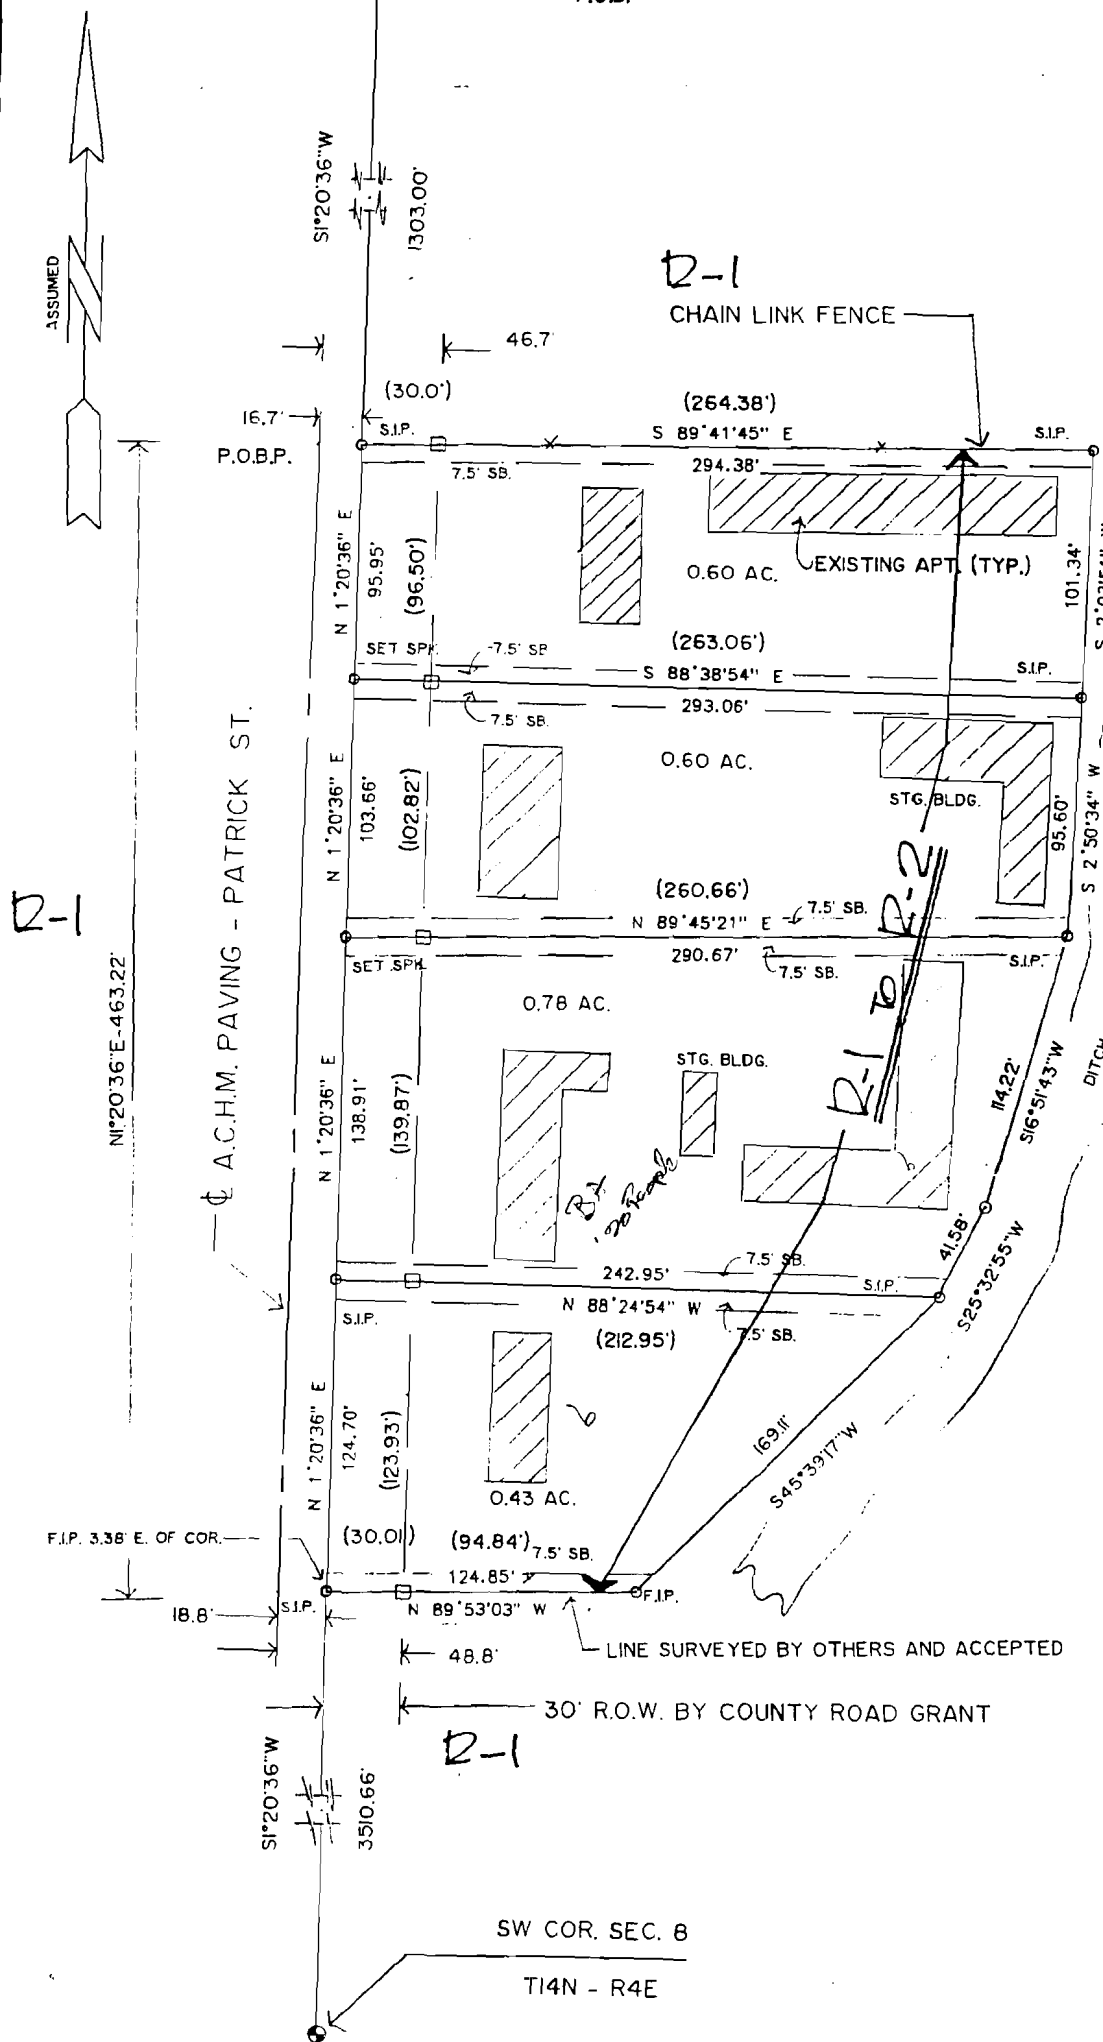 S1°20'36"W
1303.00'
ASSUMED
R-1
CHAIN LINK FENCE
46.7'
(30.0')
(264.38')
16.7'
S.I.P.
S 89°41'45" E
S.I.P.
P.O.B.P.
7.5' SB.
294.38'
N 1°20'36" E
95.95'
(96.50')
0.60 AC.
EXISTING APT. (TYP.)
101.34'
(263.06')
SET SPK.
7.5' SB
S 88°38'54" E
S.I.P.
7.5' SB.
293.06'
N 1°20'36" E
103.66'
(102.82')
0.60 AC.
STG. BLDG.
95.60'
S 2°50'34" W
℄ A.C.H.M. PAVING - PATRICK ST.
R-1
N1°20'36"E-463.22'
(260.66')
N 89°45'21" E
7.5' SB.
SET SPK.
290.67'
7.5' SB.
S.I.P.
R-1 to R-2
0.78 AC.
STG. BLDG.
N 1°20'36" E
138.91'
(139.87')
114.22'
S16°51'43"W
DITCH
20 People
41.58'
S25°32'55"W
242.95'
7.5' SB.
S.I.P.
S.I.P.
N 88°24'54" W
7.5' SB.
(212.95')
N 1°20'36" E
124.70'
(123.93')
6
169.11'
S45°39'17"W
0.43 AC.
F.I.P. 3.38' E. OF COR.
(30.01)
(94.84')
7.5' SB.
124.85'
F.I.P.
18.8'
S.I.P.
N 89°53'03" W
48.8'
LINE SURVEYED BY OTHERS AND ACCEPTED
30' R.O.W. BY COUNTY ROAD GRANT
R-1
S1°20'36"W
3510.66'
SW COR. SEC. 8
T14N - R4E